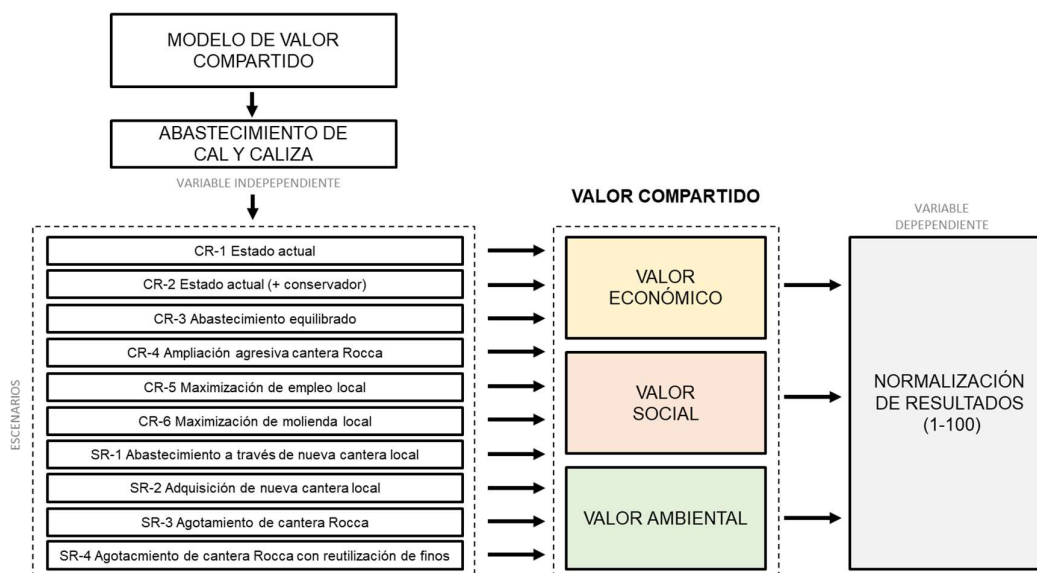 MODELO DE VALOR
COMPARTIDO
ABASTECIMIENTO DE
CAL Y CALIZA
VARIABLE INDEPEPENDIENTE
ESCENARIOS
CR-1 Estado actual
CR-2 Estado actual (+ conservador)
CR-3 Abastecimiento equilibrado
CR-4 Ampliación agresiva cantera Rocca
CR-5 Maximización de empleo local
CR-6 Maximización de molienda local
SR-1 Abastecimiento a través de nueva cantera local
SR-2 Adquisición de nueva cantera local
SR-3 Agotamiento de cantera Rocca
SR-4 Agotacmiento de cantera Rocca con reutilización de finos
VALOR COMPARTIDO
VALOR
ECONÓMICO
VALOR
SOCIAL
VALOR AMBIENTAL
VARIABLE
DEPEPENDIENTE
NORMALIZACIÓN
DE RESULTADOS
(1-100)